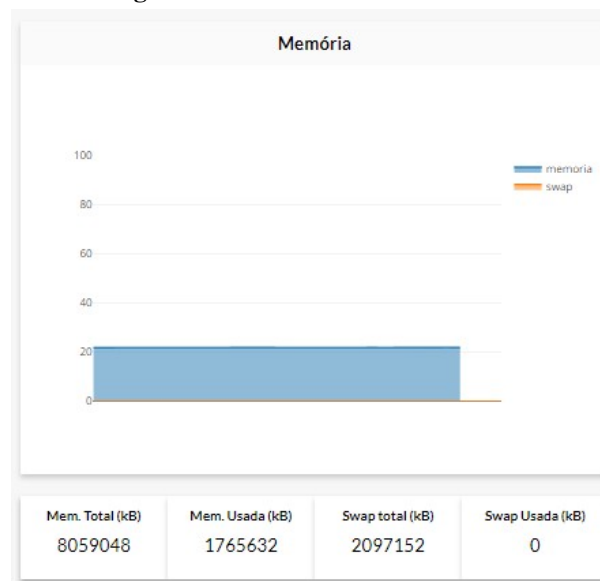 Memória
100
80
60
40
20
0
memoria
swap
Mem. Total (kB) Mem. Usada (kB) Swap total (kB) Swap Usada (kB)
8059048 1765632 2097152 0